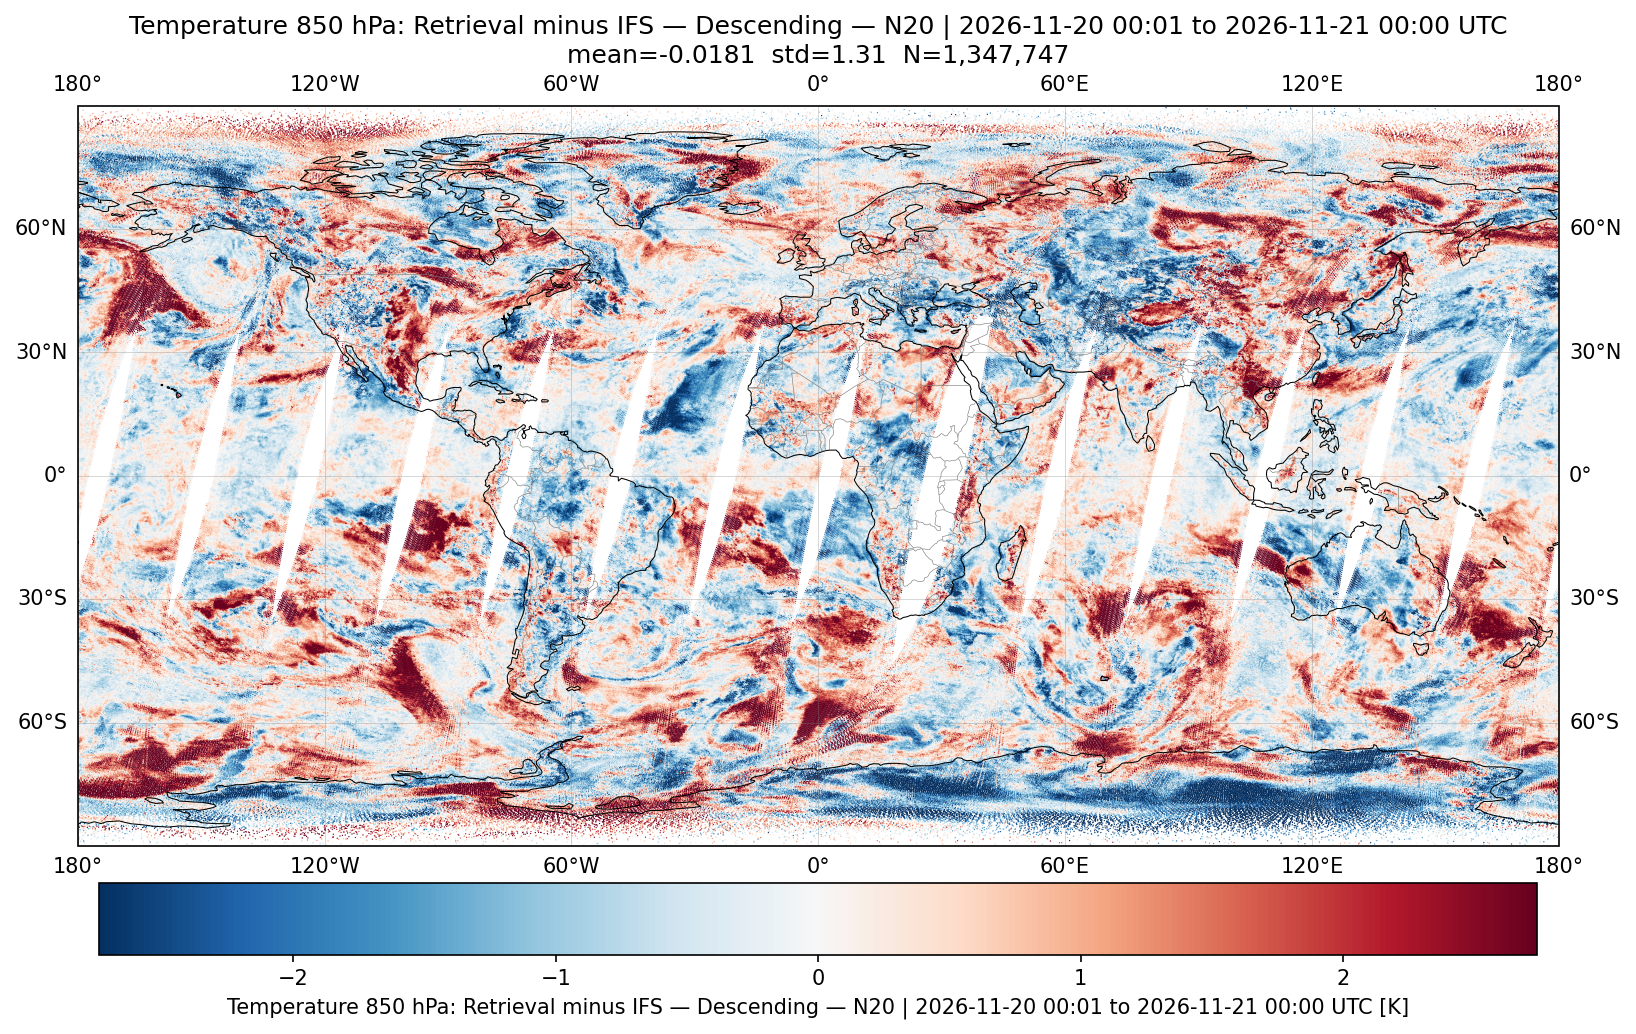 Temperature 850 hPa: Retrieval minus IFS — Descending — N20 | 2026-11-20 00:01 to 2026-11-21 00:00 UTC
mean=-0.0181  std=1.31  N=1,347,747
180° 120°W 60°W 0° 60°E 120°E 180°
60°N 60°N
30°N 30°N
0° 0°
30°S 30°S
60°S 60°S
180° 120°W 60°W 0° 60°E 120°E 180°
−2 −1 0 1 2
Temperature 850 hPa: Retrieval minus IFS — Descending — N20 | 2026-11-20 00:01 to 2026-11-21 00:00 UTC [K]